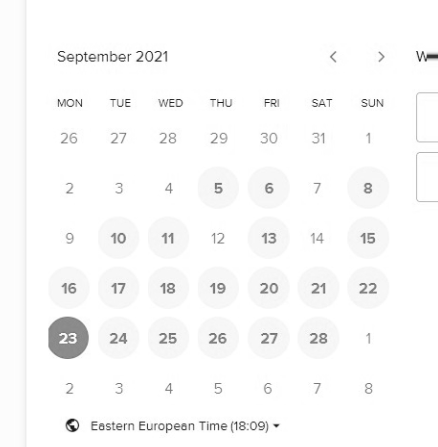 September 2021
MON TUE WED THU FRI SAT SUN
26 27 28 29 30 31 1
2 3 4 5 6 7 8
9 10 11 12 13 14 15
16 17 18 19 20 21 22
23 24 25 26 27 28 1
2 3 4 5 6 7 8
Eastern European Time (18:09)